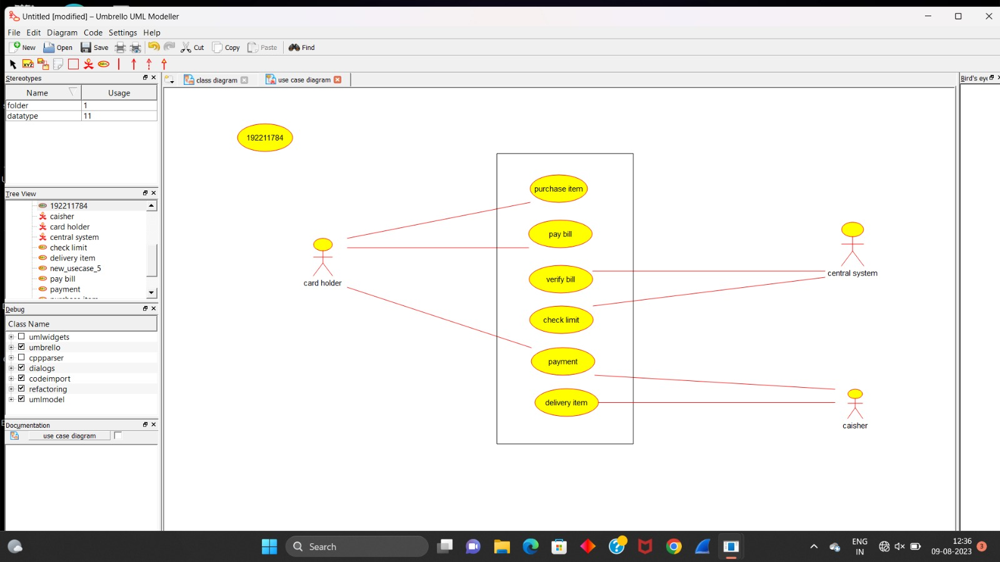 Untitled [modified] – Umbrello UML Modeller
File Edit Diagram Code Settings Help
New Open Save Cut Copy Paste Find
XYZ ABC
Stereotypes
class diagram use case diagram
Bird's eye
Name Usage
folder 1
datatype 11
Tree View
192211784
caisher
card holder
central system
check limit
delivery item
new_usecase_5
pay bill
payment
Debug
Class Name
umlwidgets
umbrello
cppparser
dialogs
codeimport
refactoring
umlmodel
Documentation
use case diagram
192211784
purchase item
pay bill
verify bill
check limit
payment
delivery item
card holder
central system
caisher
Search
ENG
IN
12:36
09-08-2023
3